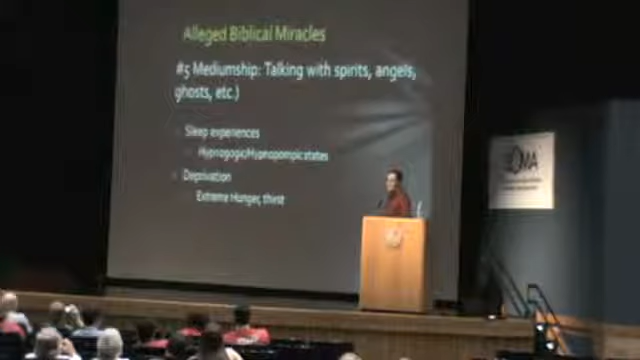 Alleged Biblical Miracles
#5 Mediumship: Talking with spirits, angels,
ghosts, etc.)
Sleep experiences
Hypnogogic/Hypnopompic states
Deprivation
Extreme Hunger, thirst